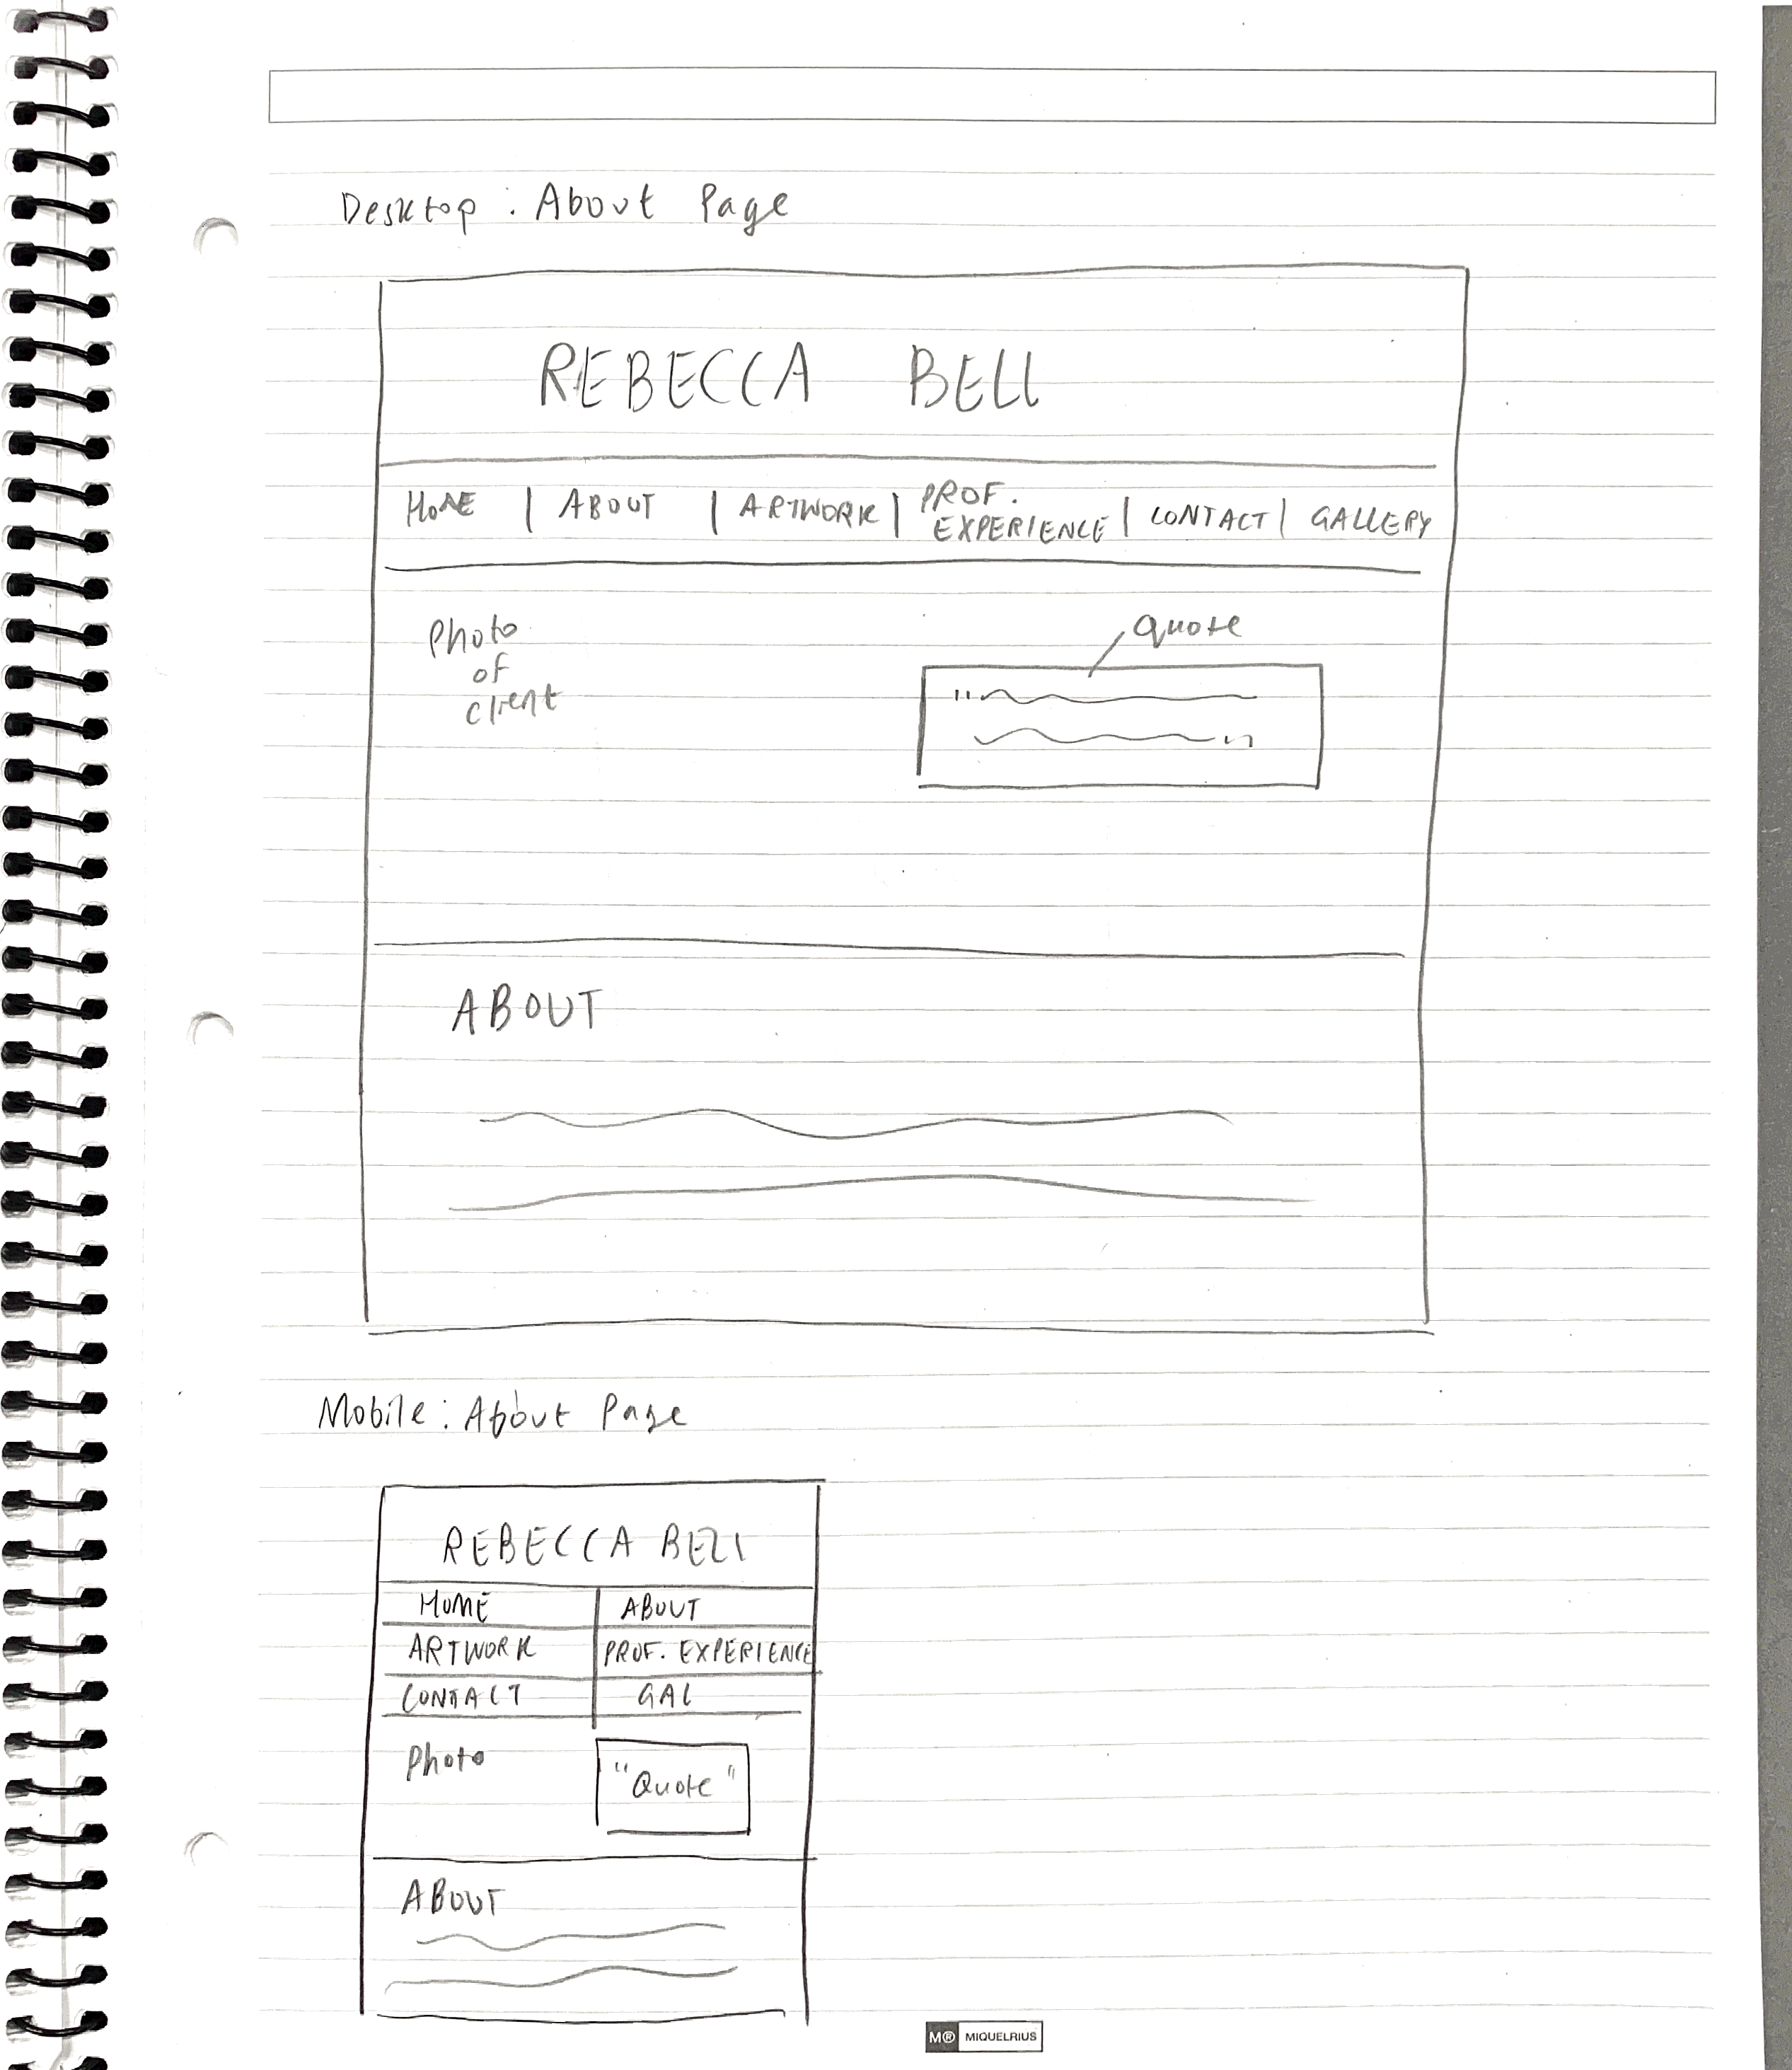 Desktop : About Page
REBECCA BELL
HOME | ABOUT | ARTWORK | PROF. EXPERIENCE | CONTACT | GALLERY
Photo
of
client
Quote
ABOUT
Mobile: About Page
REBECCA BELL
HOME ABOUT
ARTWORK PROF. EXPERIENCE
CONTACT GAL
Photo "Quote"
ABOUT
M® MIQUELRIUS